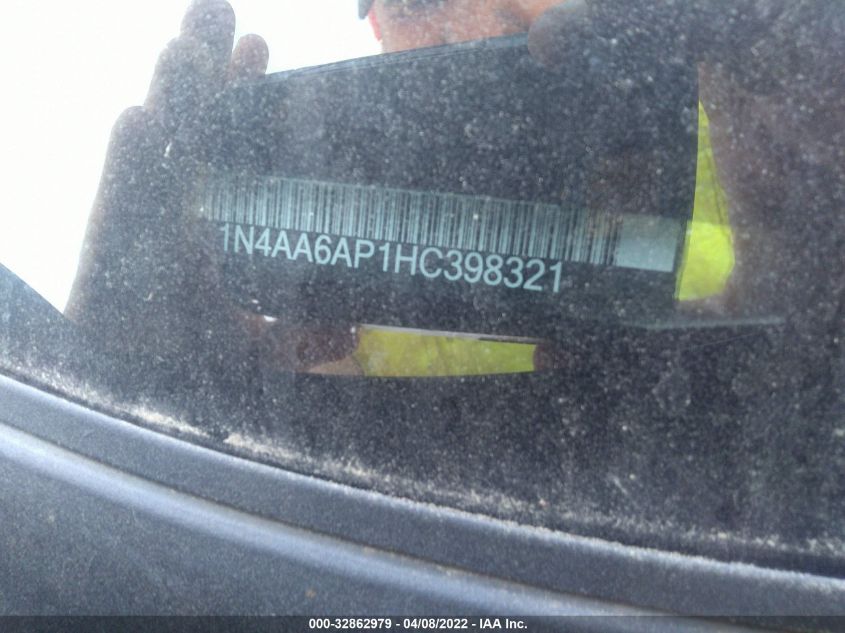 1N4AA6AP1HC398321
000-32862979 - 04/08/2022 - IAA Inc.